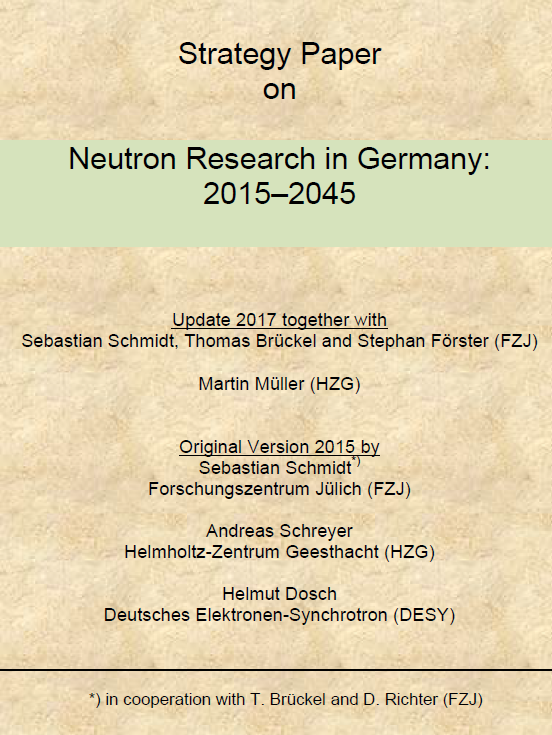 Strategy Paper
on
Neutron Research in Germany:
2015–2045
Update 2017 together with
Sebastian Schmidt, Thomas Brückel and Stephan Förster (FZJ)
Martin Müller (HZG)
Original Version 2015 by
Sebastian Schmidt*)
Forschungszentrum Jülich (FZJ)
Andreas Schreyer
Helmholtz-Zentrum Geesthacht (HZG)
Helmut Dosch
Deutsches Elektronen-Synchrotron (DESY)
*) in cooperation with T. Brückel and D. Richter (FZJ)